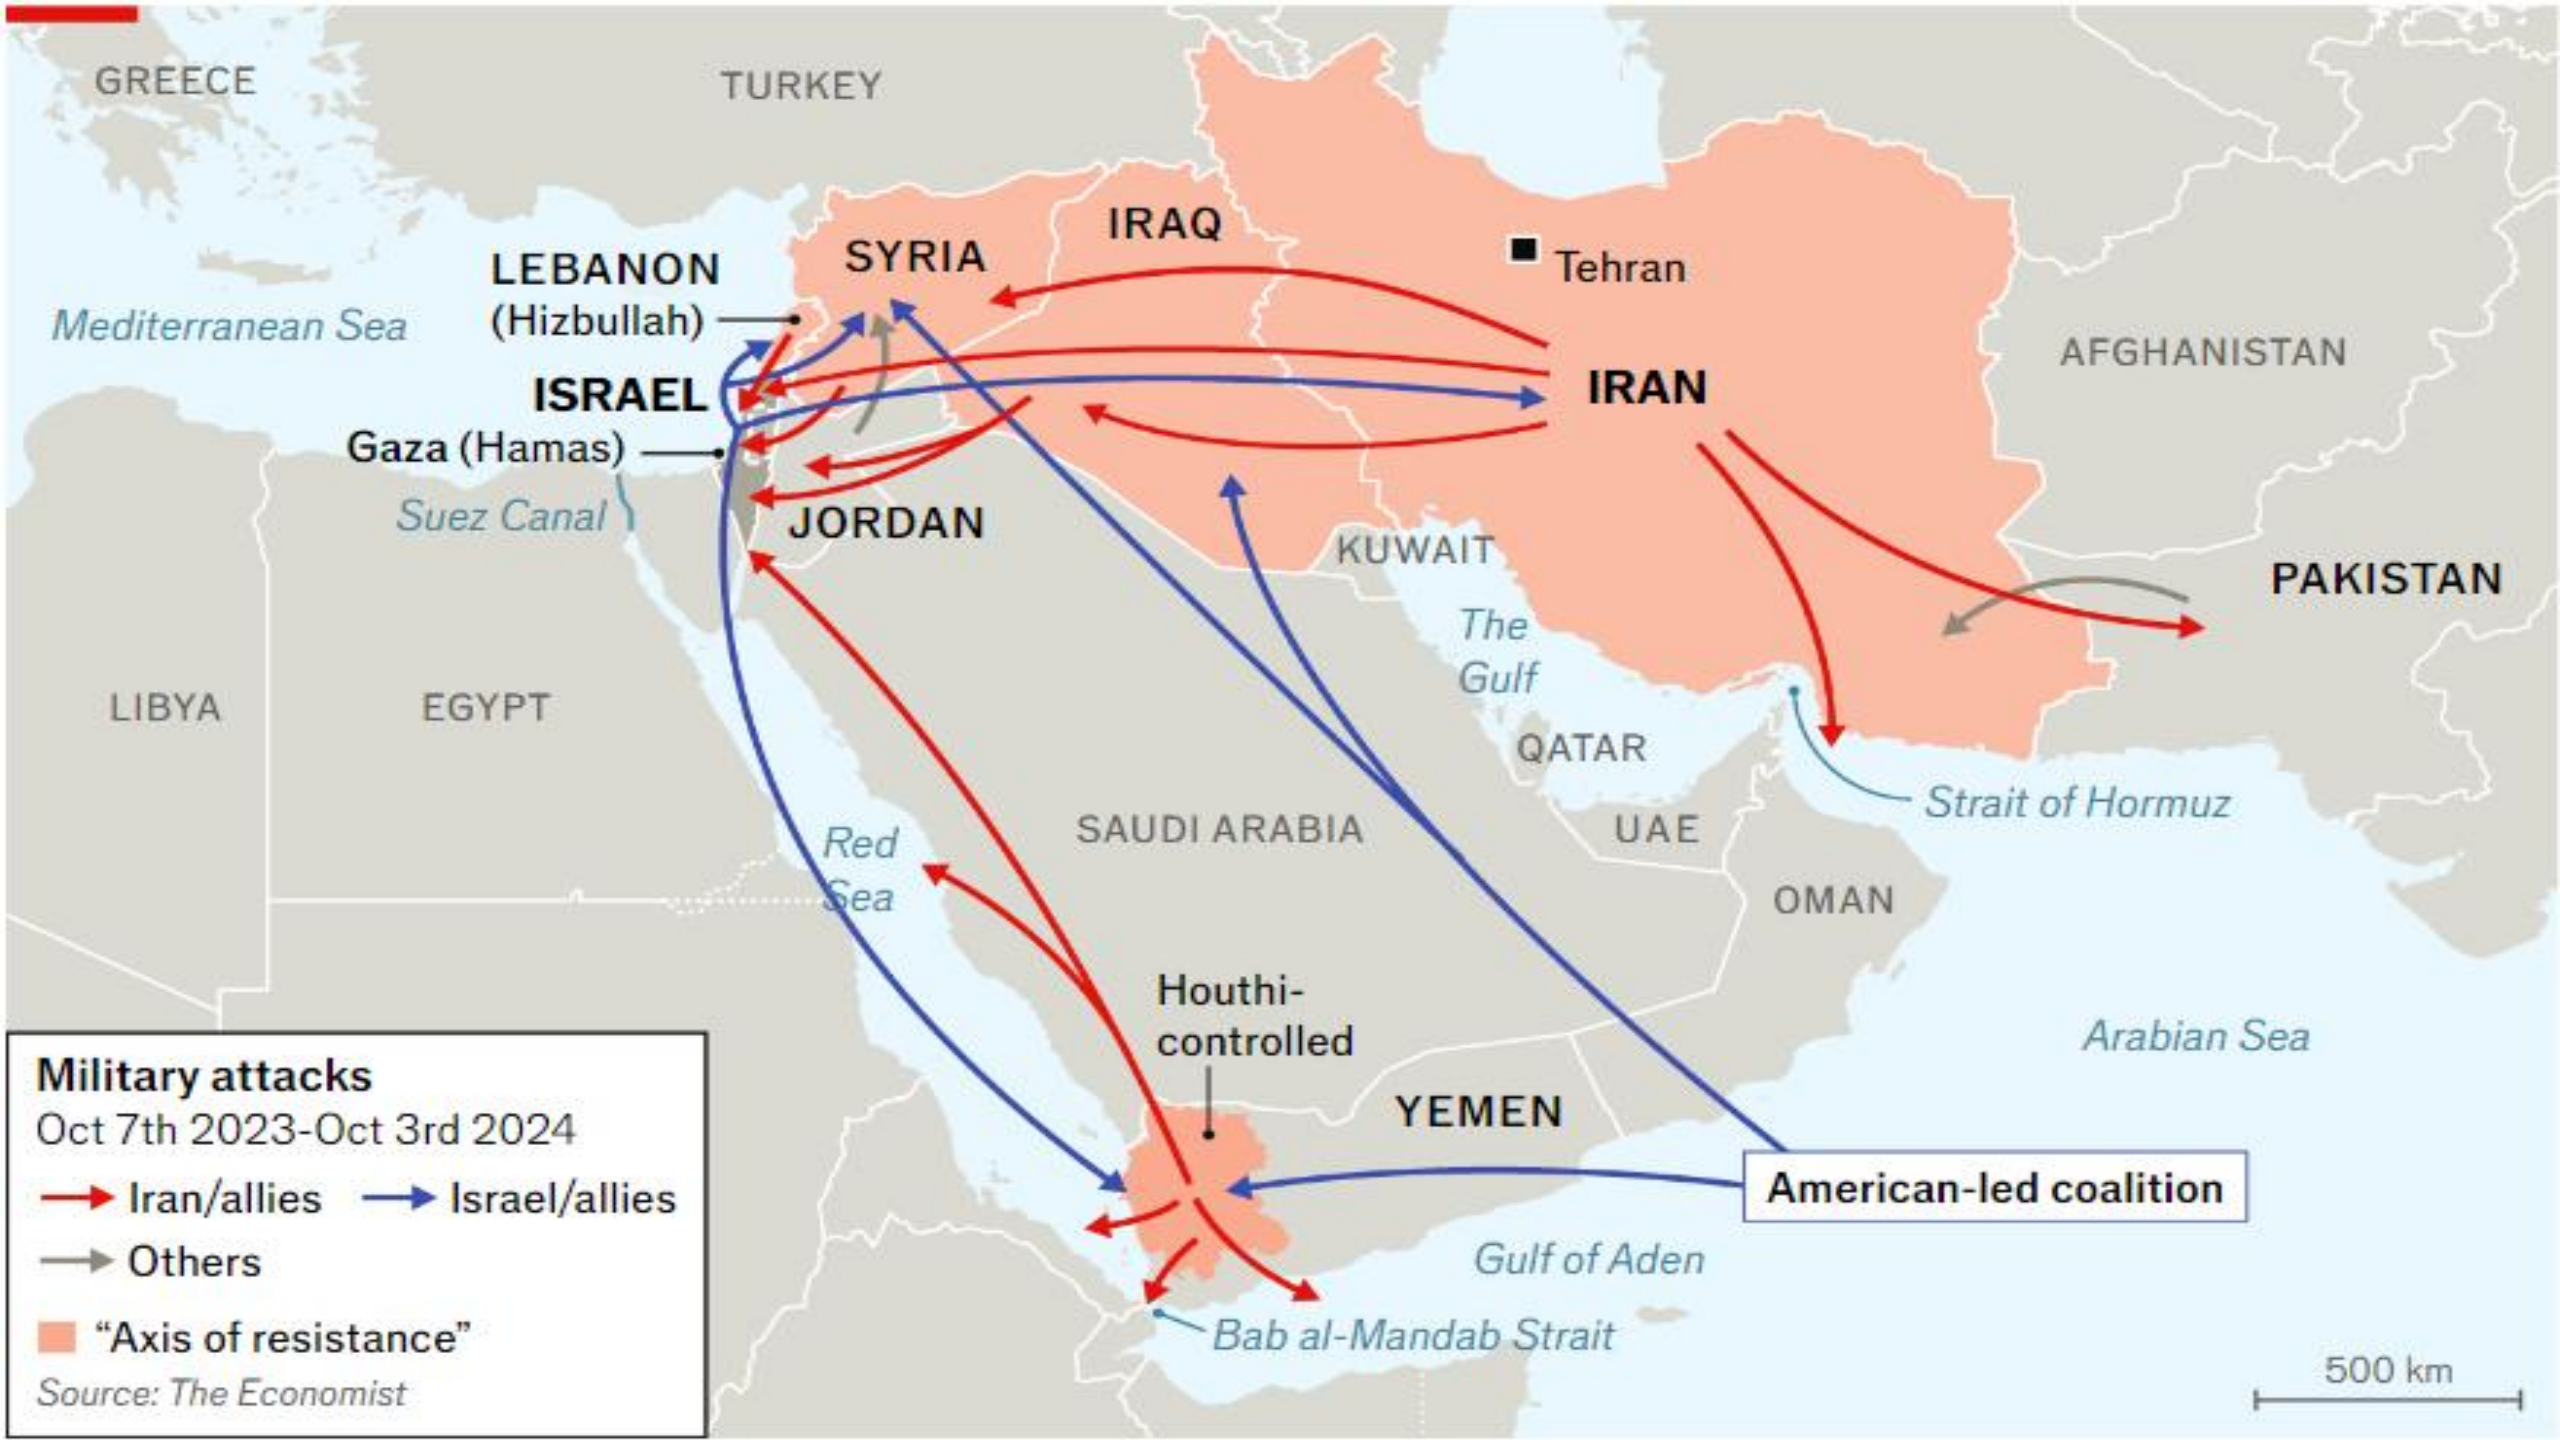 GREECE
TURKEY
IRAQ
SYRIA
Tehran
LEBANON
(Hizbullah)
Mediterranean Sea
AFGHANISTAN
ISRAEL
IRAN
Gaza (Hamas)
Suez Canal
JORDAN
KUWAIT
PAKISTAN
The
Gulf
LIBYA
EGYPT
QATAR
Strait of Hormuz
SAUDI ARABIA
UAE
Red
Sea
OMAN
Houthi-
controlled
Arabian Sea
YEMEN
American-led coalition
Gulf of Aden
Bab al-Mandab Strait
500 km
Military attacks
Oct 7th 2023-Oct 3rd 2024
Iran/allies Israel/allies
Others
“Axis of resistance”
Source: The Economist